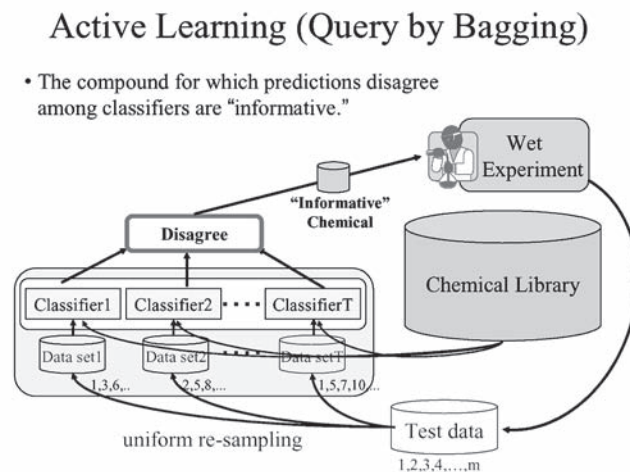 Active Learning (Query by Bagging)
• The compound for which predictions disagree
among classifiers are “informative.”
Wet
Experiment
“Informative”
Chemical
Disagree
Chemical Library
Classifier1
Classifier2
ClassifierT
Data set1
Data set2
Data setT
1,3,6,..
2,5,8,...
1,5,7,10,...
uniform re-sampling
Test data
1,2,3,4,...,m